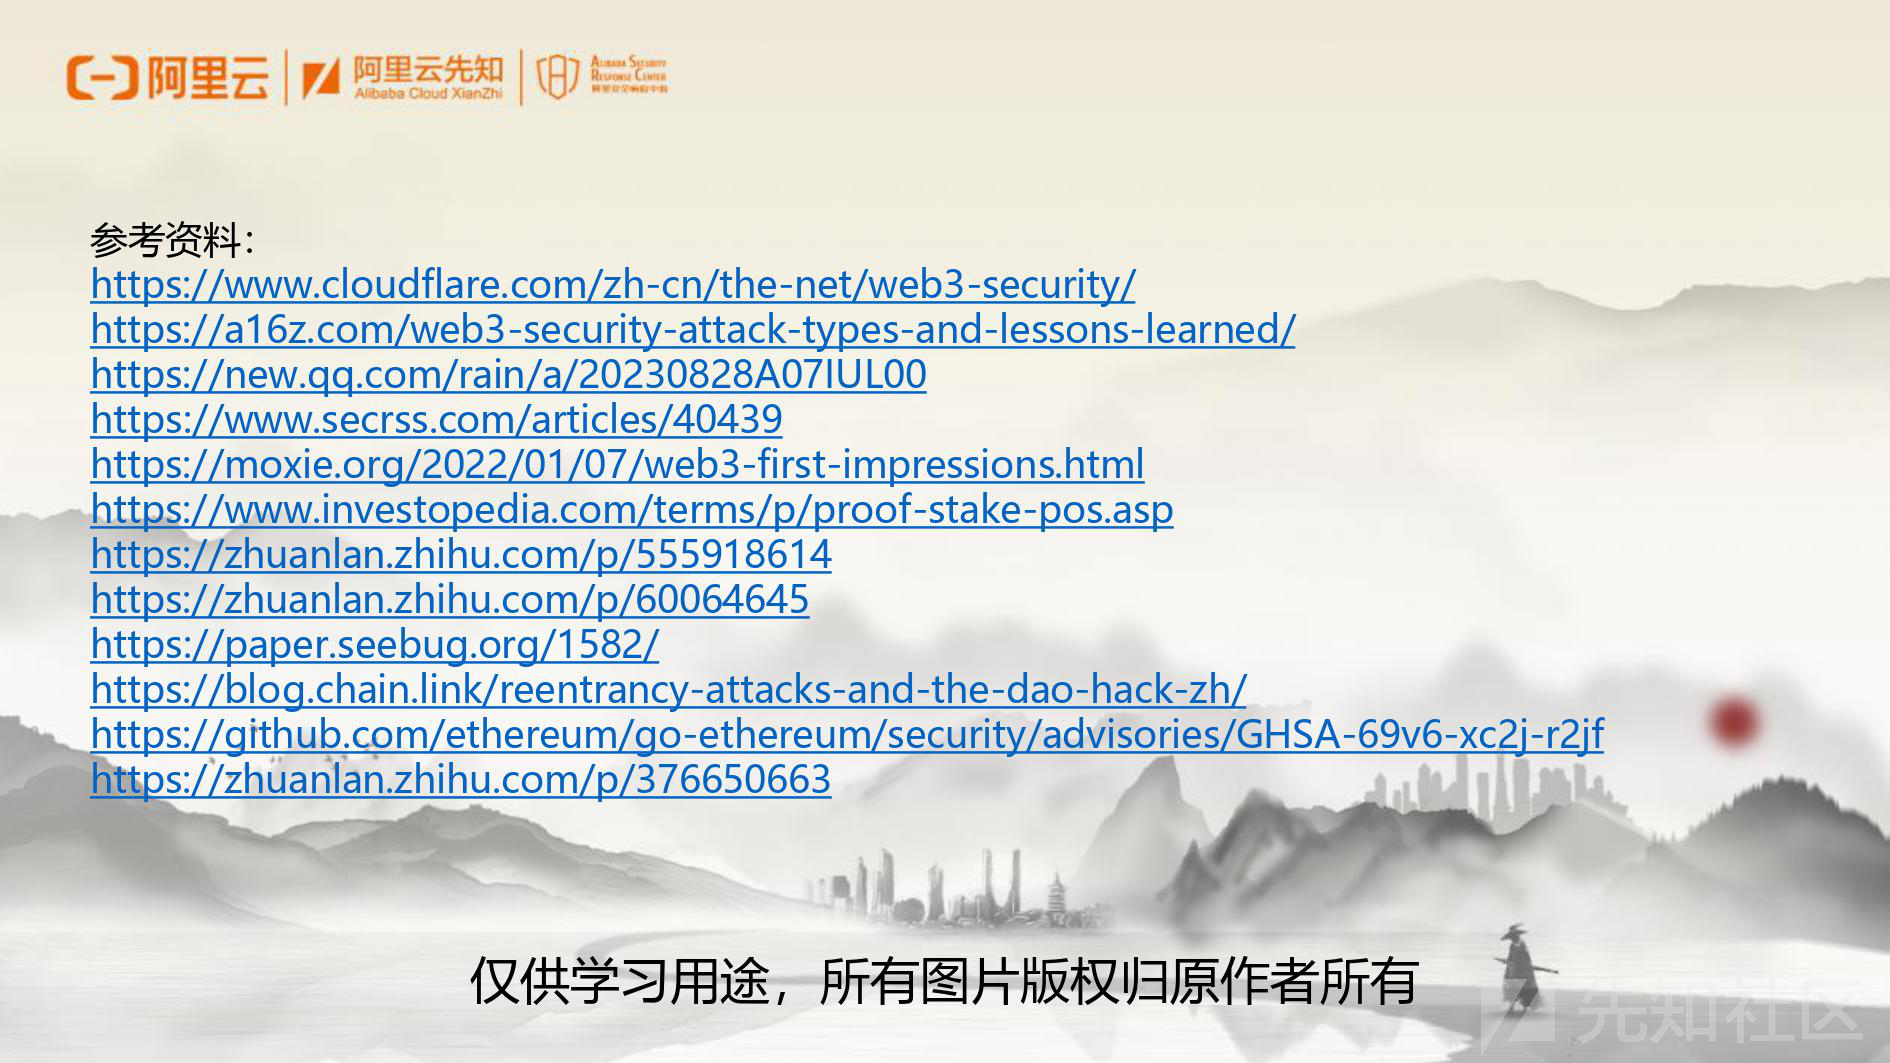 阿里云
阿里云先知
Alibaba Cloud XianZhi
ALIBABA SECURITY
RESPONSE CENTER
阿里安全响应中心
参考资料：
https://www.cloudflare.com/zh-cn/the-net/web3-security/
https://a16z.com/web3-security-attack-types-and-lessons-learned/
https://new.qq.com/rain/a/20230828A07IUL00
https://www.secrss.com/articles/40439
https://moxie.org/2022/01/07/web3-first-impressions.html
https://www.investopedia.com/terms/p/proof-stake-pos.asp
https://zhuanlan.zhihu.com/p/555918614
https://zhuanlan.zhihu.com/p/60064645
https://paper.seebug.org/1582/
https://blog.chain.link/reentrancy-attacks-and-the-dao-hack-zh/
https://github.com/ethereum/go-ethereum/security/advisories/GHSA-69v6-xc2j-r2jf
https://zhuanlan.zhihu.com/p/376650663
仅供学习用途，所有图片版权归原作者所有
先知社区